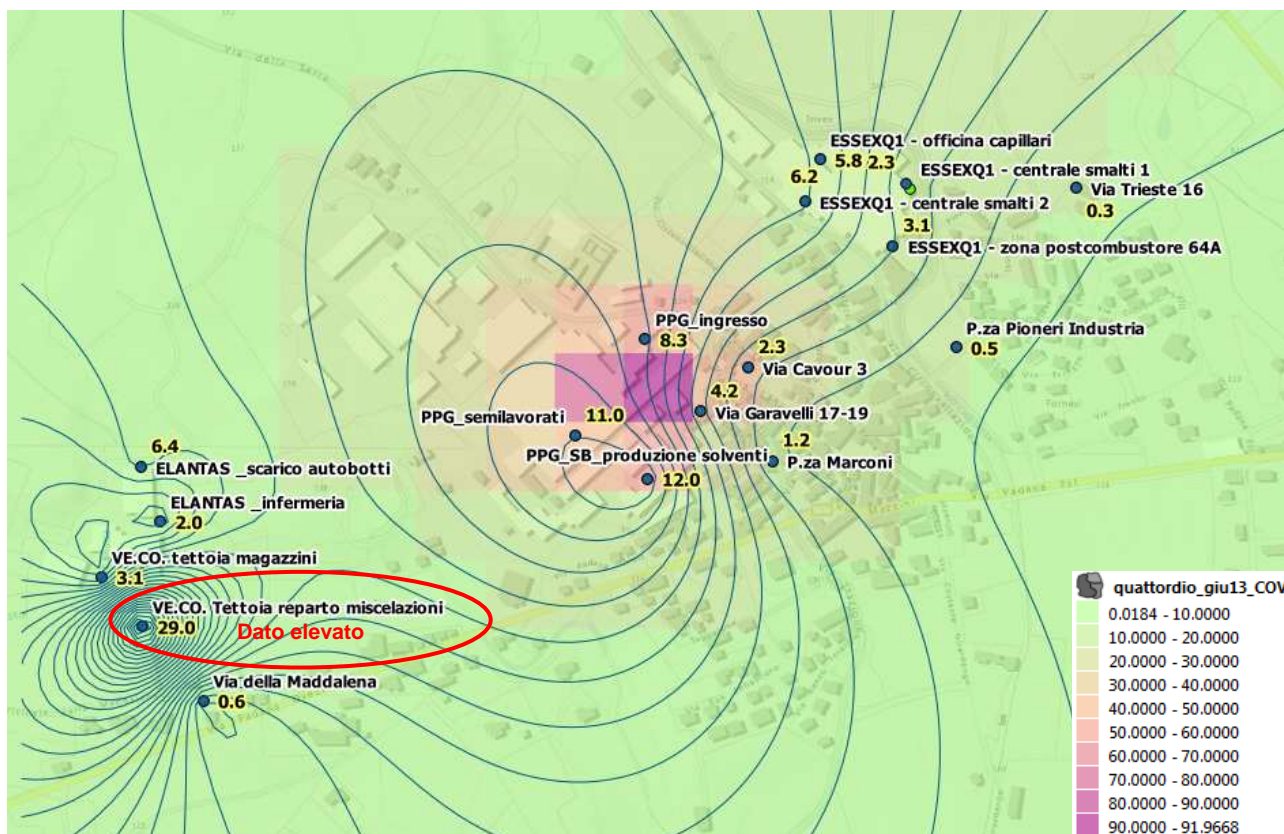 Via della Serra
ESSEXQ1 - officina capillari
5.8
2.3
6.2
ESSEXQ1 - centrale smalti 1
Via Trieste 16
0.3
ESSEXQ1 - centrale smalti 2
3.1
ESSEXQ1 - zona postcombustore 64A
PPG_ingresso
8.3
2.3
P.za Pioneri Industria
0.5
Via Cavour 3
4.2
PPG_semilavorati
11.0
Via Garavelli 17-19
PPG_SB_produzione solventi
1.2
P.za Marconi
12.0
6.4
ELANTAS _scarico autobotti
ELANTAS _infermeria
2.0
VE.CO. tettoia magazzini
3.1
VE.CO. Tettoia reparto miscelazioni
29.0
Dato elevato
Via della Maddalena
0.6
quattordio_giu13_COV
0.0184 - 10.0000
10.0000 - 20.0000
20.0000 - 30.0000
30.0000 - 40.0000
40.0000 - 50.0000
50.0000 - 60.0000
60.0000 - 70.0000
70.0000 - 80.0000
80.0000 - 90.0000
90.0000 - 91.9668